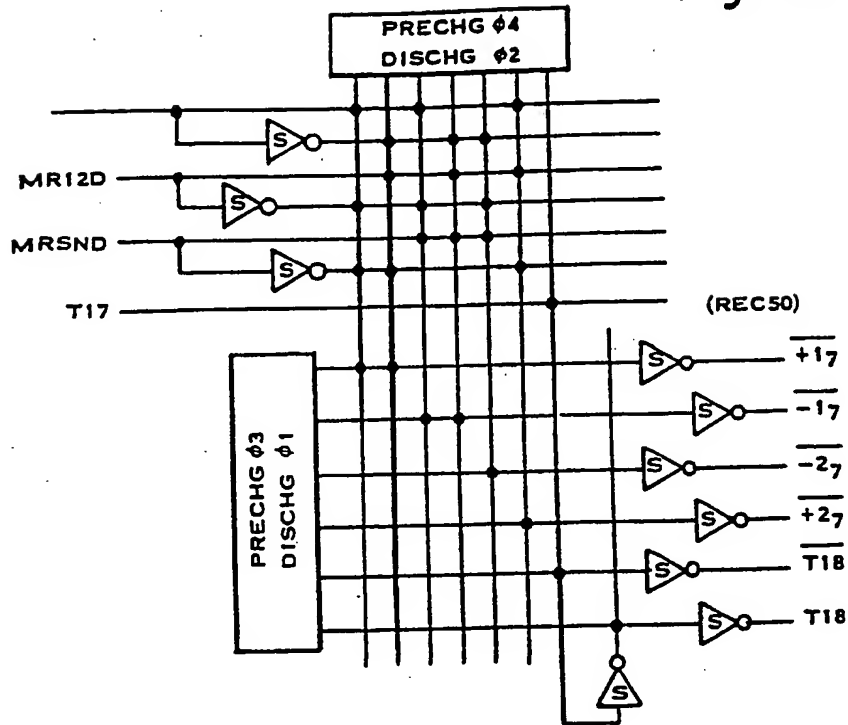 PRECHG φ4
DISCHG φ2
S
MR12D
S
MRSND
S
T17
(REC50)
PRECHG φ3
DISCHG φ1
S
+1₇
S
-1₇
S
-2₇
S
+2₇
S
T18
S
T18
S